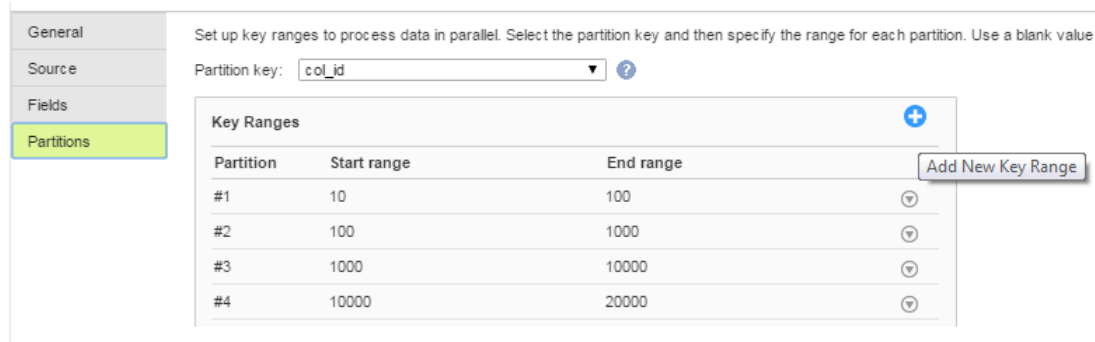 General
Source
Fields
Partitions
Set up key ranges to process data in parallel. Select the partition key and then specify the range for each partition. Use a blank value
Partition key: col_id
Key Ranges
Add New Key Range
Partition Start range End range
#1 10 100
#2 100 1000
#3 1000 10000
#4 10000 20000